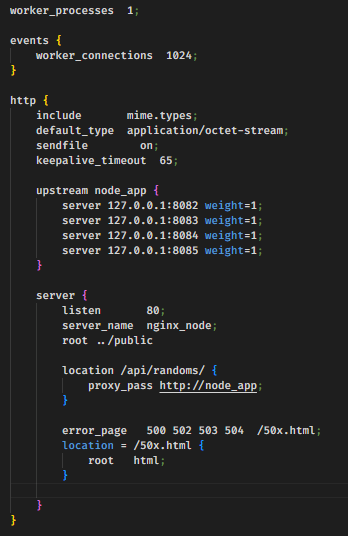 worker_processes  1;
events {
    worker_connections  1024;
}
http {
    include       mime.types;
    default_type  application/octet-stream;
    sendfile        on;
    keepalive_timeout  65;
    upstream node_app {
        server 127.0.0.1:8082 weight=1;
        server 127.0.0.1:8083 weight=1;
        server 127.0.0.1:8084 weight=1;
        server 127.0.0.1:8085 weight=1;
    }
    server {
        listen       80;
        server_name  nginx_node;
        root ../public
        location /api/randoms/ {
            proxy_pass http://node_app;
        }
        error_page   500 502 503 504  /50x.html;
        location = /50x.html {
            root   html;
        }
    }
}